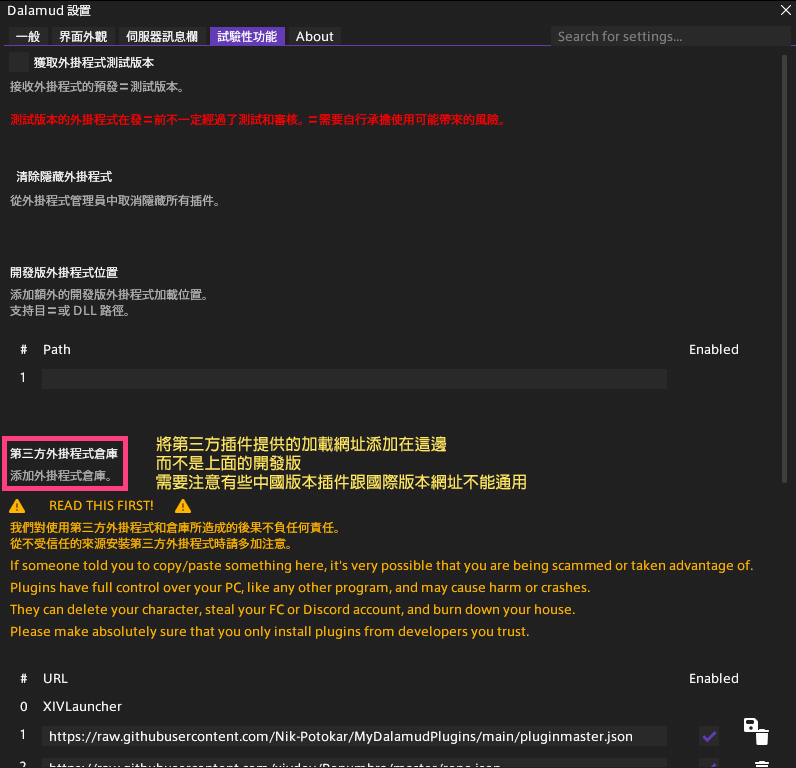 Dalamud 設置
一般 界面外觀 伺服器訊息欄 試驗性功能 About Search for settings...
獲取外掛程式測試版本
接收外掛程式的預發〓測試版本。
測試版本的外掛程式在發〓前不一定經過了測試和審核。〓需要自行承擔使用可能帶來的風險。
清除隱藏外掛程式
從外掛程式管理員中取消隱藏所有插件。
開發版外掛程式位置
添加額外的開發版外掛程式加載位置。
支持目〓或 DLL 路徑。
# Path Enabled
1
第三方外掛程式倉庫
添加外掛程式倉庫。
將第三方插件提供的加載網址添加在這邊
而不是上面的開發版
需要注意有些中國版本插件跟國際版本網址不能通用
READ THIS FIRST!
我們對使用第三方外掛程式和倉庫所造成的後果不負任何責任。
從不受信任的來源安裝第三方外掛程式時請多加注意。
If someone told you to copy/paste something here, it's very possible that you are being scammed or taken advantage of.
Plugins have full control over your PC, like any other program, and may cause harm or crashes.
They can delete your character, steal your FC or Discord account, and burn down your house.
Please make absolutely sure that you only install plugins from developers you trust.
# URL Enabled
0 XIVLauncher
1 https://raw.githubusercontent.com/Nik-Potokar/MyDalamudPlugins/main/pluginmaster.json